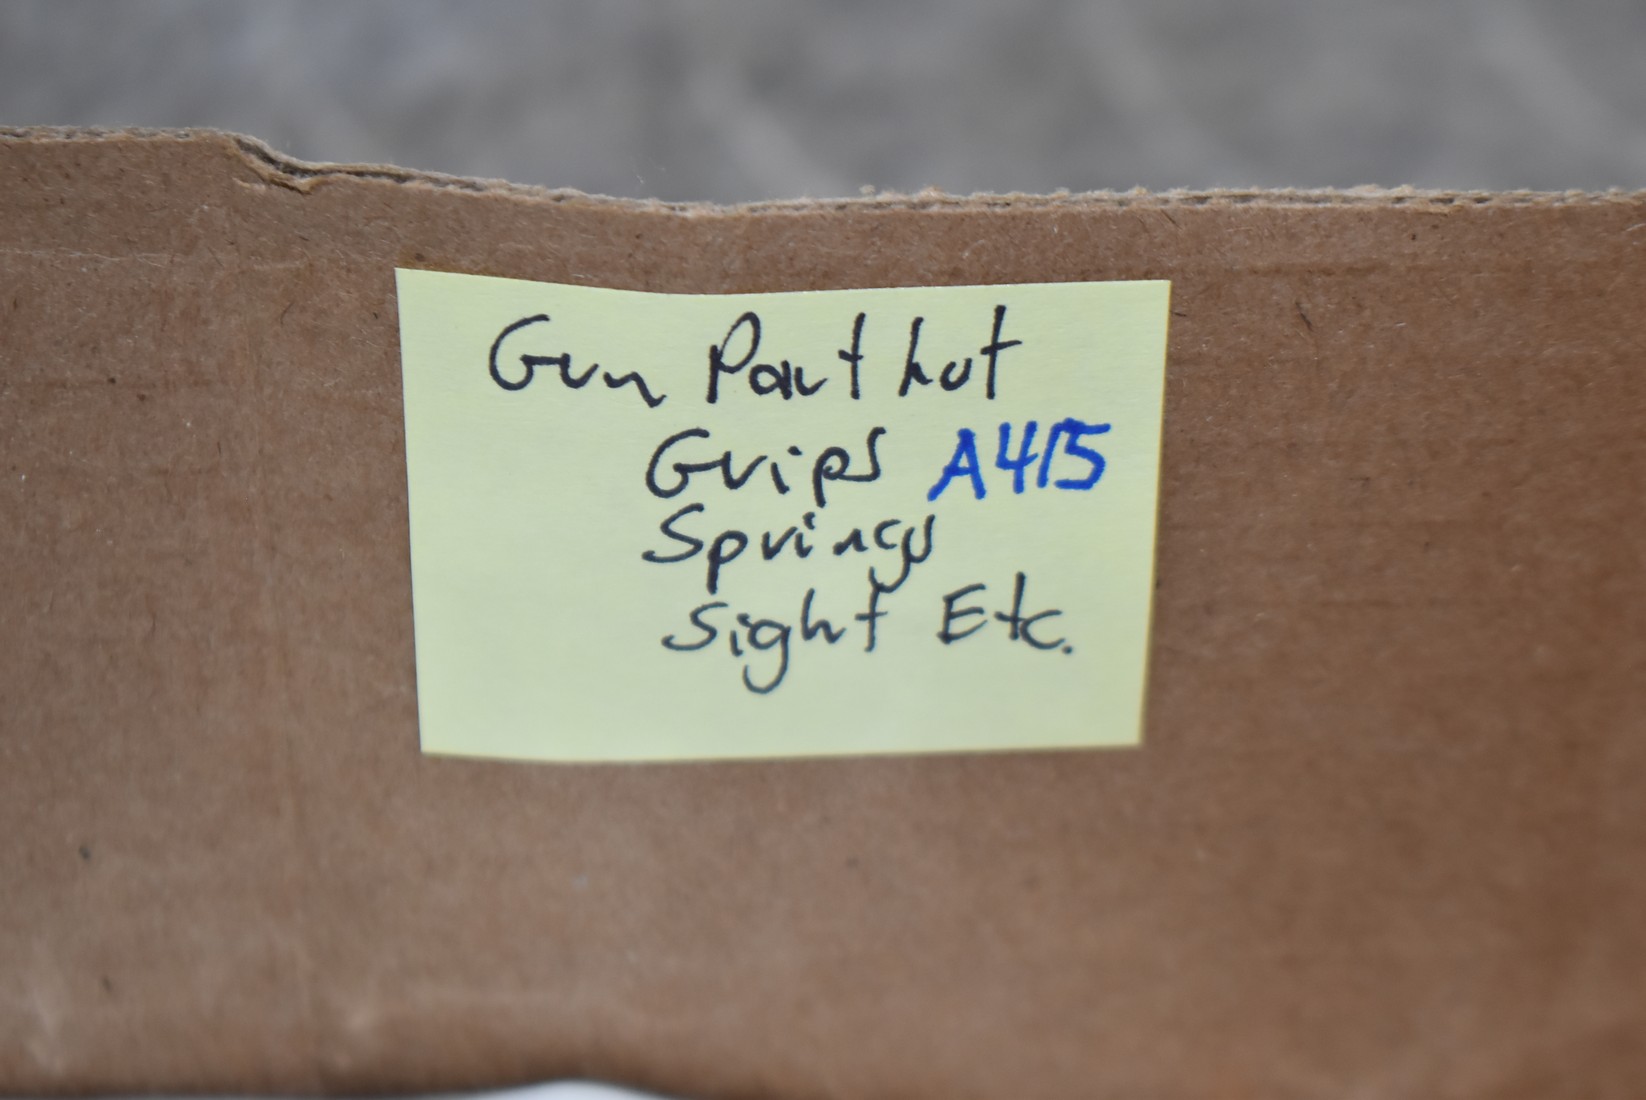 Gun Part Lot
Grips A415
Springs
Sight Etc.